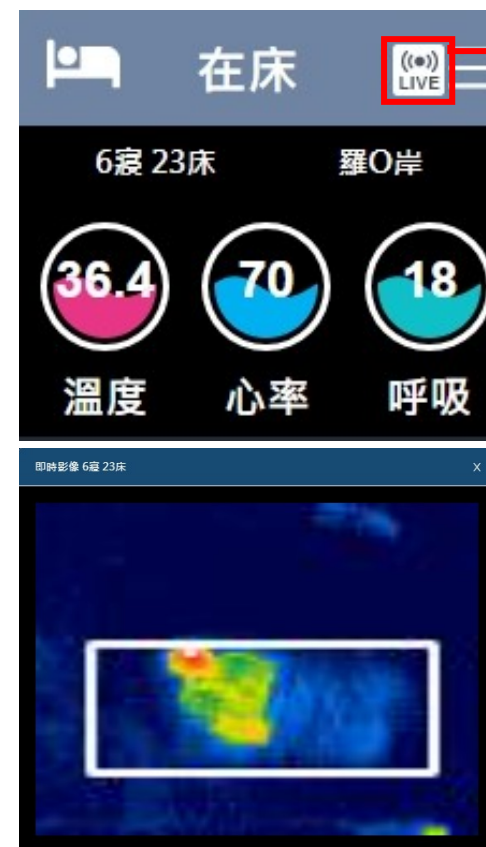 在床
((●)) LIVE
6寢 23床 羅O岸
36.4 70 18
溫度 心率 呼吸
即時影像 6寢 23床 X